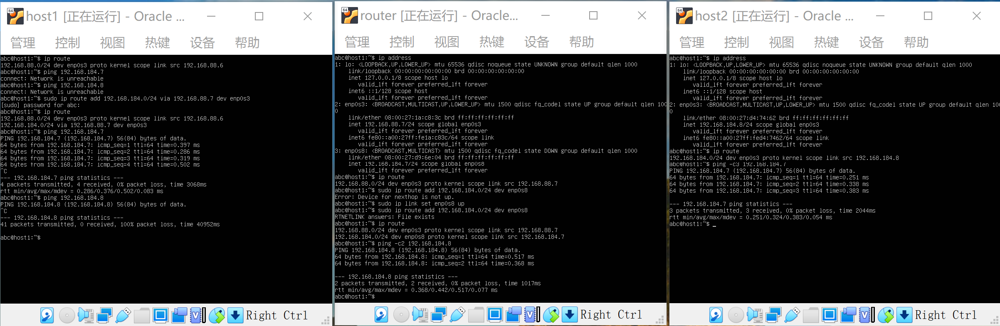 64
host1 [正在运行] - Oracle ...
管理 控制 视图 热键 设备 帮助
abc@host1:~$ ip route
192.168.88.0/24 dev enp0s3 proto kernel scope link src 192.168.88.6
abc@host1:~$ ping 192.168.184.7
connect: Network is unreachable
abc@host1:~$ ping 192.168.184.8
connect: Network is unreachable
abc@host1:~$ sudo ip route add 192.168.184.0/24 via 192.168.88.7 dev enp0s3
[sudo] password for abc:
abc@host1:~$ ip route
192.168.88.0/24 dev enp0s3 proto kernel scope link src 192.168.88.6
192.168.184.0/24 via 192.168.88.7 dev enp0s3
abc@host1:~$ ping 192.168.184.7
PING 192.168.184.7 (192.168.184.7) 56(84) bytes of data.
64 bytes from 192.168.184.7: icmp_seq=1 ttl=64 time=0.397 ms
64 bytes from 192.168.184.7: icmp_seq=2 ttl=64 time=0.286 ms
64 bytes from 192.168.184.7: icmp_seq=3 ttl=64 time=0.319 ms
64 bytes from 192.168.184.7: icmp_seq=4 ttl=64 time=0.502 ms
^C
--- 192.168.184.7 ping statistics ---
4 packets transmitted, 4 received, 0% packet loss, time 3068ms
rtt min/avg/max/mdev = 0.286/0.376/0.502/0.083 ms
abc@host1:~$ ping 192.168.184.8
PING 192.168.184.8 (192.168.184.8) 56(84) bytes of data.
^C
--- 192.168.184.8 ping statistics ---
41 packets transmitted, 0 received, 100% packet loss, time 40952ms
abc@host1:~$
V
Right Ctrl
64
router [正在运行] - Oracle...
管理 控制 视图 热键 设备 帮助
abc@host1:~$ ip address
1: lo: <LOOPBACK,UP,LOWER_UP> mtu 65536 qdisc noqueue state UNKNOWN group default qlen 1000
link/loopback 00:00:00:00:00:00 brd 00:00:00:00:00:00
inet 127.0.0.1/8 scope host lo
valid_lft forever preferred_lft forever
inet6 ::1/128 scope host
valid_lft forever preferred_lft forever
2: enp0s3: <BROADCAST,MULTICAST,UP,LOWER_UP> mtu 1500 qdisc fq_codel state UP group default qlen 100
0
link/ether 08:00:27:1a:c8:3c brd ff:ff:ff:ff:ff:ff
inet 192.168.88.7/24 scope global enp0s3
valid_lft forever preferred_lft forever
inet6 fe80::a00:27ff:fe1a:c83c/64 scope link
valid_lft forever preferred_lft forever
3: enp0s8: <BROADCAST,MULTICAST> mtu 1500 qdisc fq_codel state DOWN group default qlen 1000
link/ether 08:00:27:d9:6e:04 brd ff:ff:ff:ff:ff:ff
inet 192.168.184.7/24 scope global enp0s8
valid_lft forever preferred_lft forever
abc@host1:~$ ip route
192.168.88.0/24 dev enp0s3 proto kernel scope link src 192.168.88.7
abc@host1:~$ sudo ip route add 192.168.184.0/24 dev enp0s8
Error: Device for nexthop is not up.
abc@host1:~$ sudo ip link set enp0s8 up
abc@host1:~$ sudo ip route add 192.168.184.0/24 dev enp0s8
RTNETLINK answers: File exists
abc@host1:~$ ip route
192.168.88.0/24 dev enp0s3 proto kernel scope link src 192.168.88.7
192.168.184.0/24 dev enp0s8 proto kernel scope link src 192.168.184.7
abc@host1:~$ ping -c2 192.168.184.8
PING 192.168.184.8 (192.168.184.8) 56(84) bytes of data.
64 bytes from 192.168.184.8: icmp_seq=1 ttl=64 time=0.517 ms
64 bytes from 192.168.184.8: icmp_seq=2 ttl=64 time=0.368 ms
--- 192.168.184.8 ping statistics ---
2 packets transmitted, 2 received, 0% packet loss, time 1017ms
rtt min/avg/max/mdev = 0.368/0.442/0.517/0.077 ms
abc@host1:~$
V
Right Ctrl
64
host2 [正在运行] - Oracle ...
管理 控制 视图 热键 设备 帮助
abc@host1:~$ ip address
1: lo: <LOOPBACK,UP,LOWER_UP> mtu 65536 qdisc noqueue state UNKNOWN group default qlen 1000
link/loopback 00:00:00:00:00:00 brd 00:00:00:00:00:00
inet 127.0.0.1/8 scope host lo
valid_lft forever preferred_lft forever
inet6 ::1/128 scope host
valid_lft forever preferred_lft forever
2: enp0s3: <BROADCAST,MULTICAST,UP,LOWER_UP> mtu 1500 qdisc fq_codel state UP group default qlen 100
0
link/ether 08:00:27:d4:74:62 brd ff:ff:ff:ff:ff:ff
inet 192.168.184.8/24 scope global enp0s3
valid_lft forever preferred_lft forever
inet6 fe80::a00:27ff:fed4:7462/64 scope link
valid_lft forever preferred_lft forever
abc@host1:~$ ip route
192.168.184.0/24 dev enp0s3 proto kernel scope link src 192.168.184.8
abc@host1:~$ ping -c3 192.168.184.7
PING 192.168.184.7 (192.168.184.7) 56(84) bytes of data.
64 bytes from 192.168.184.7: icmp_seq=1 ttl=64 time=0.251 ms
64 bytes from 192.168.184.7: icmp_seq=2 ttl=64 time=0.338 ms
64 bytes from 192.168.184.7: icmp_seq=3 ttl=64 time=0.383 ms
--- 192.168.184.7 ping statistics ---
3 packets transmitted, 3 received, 0% packet loss, time 2044ms
rtt min/avg/max/mdev = 0.251/0.324/0.383/0.054 ms
abc@host1:~$ _
V
Right Ctrl